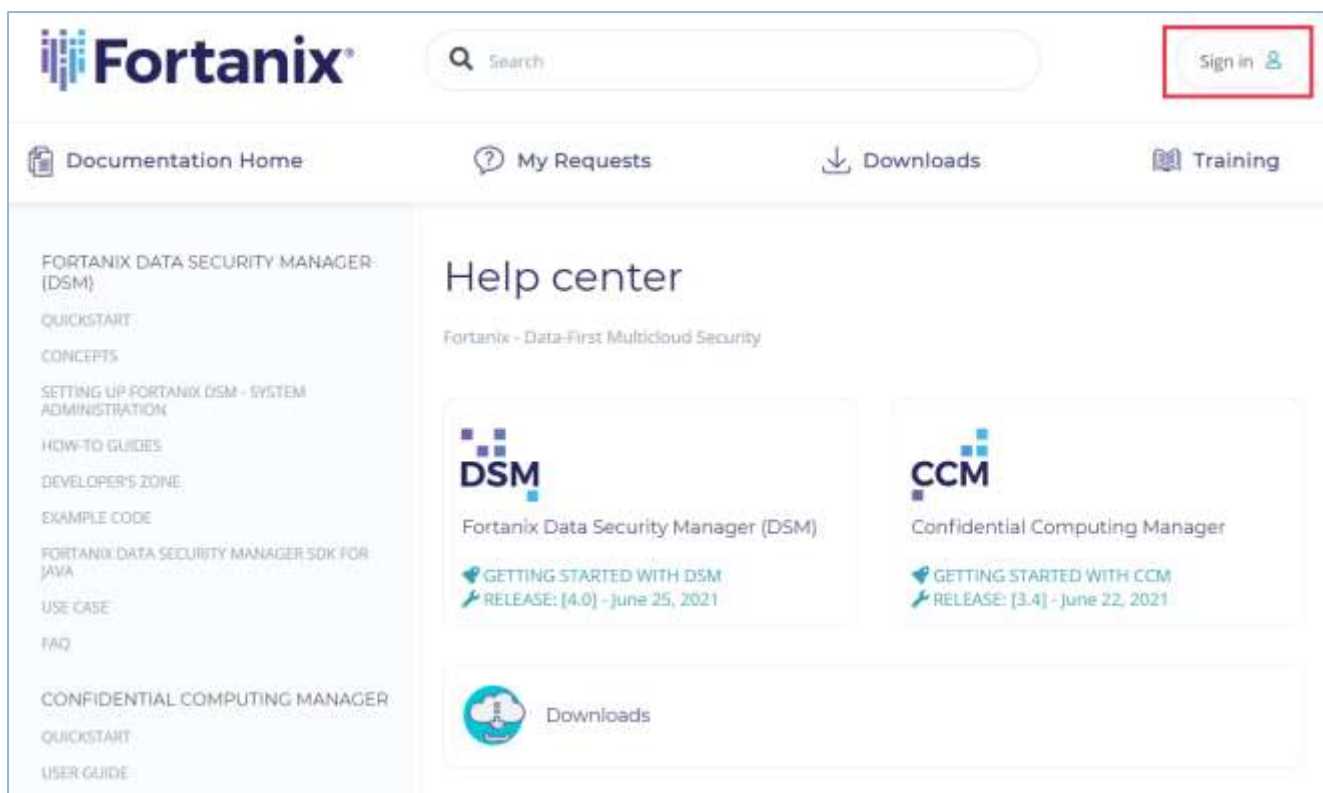 Fortanix®
Search
Sign in
Documentation Home
My Requests
Downloads
Training
FORTANIX DATA SECURITY MANAGER
(DSM)
QUICKSTART
CONCEPTS
SETTING UP FORTANIX DSM - SYSTEM
ADMINISTRATION
HOW-TO GUIDES
DEVELOPER'S ZONE
EXAMPLE CODE
FORTANIX DATA SECURITY MANAGER SDK FOR
JAVA
USE CASE
FAQ
CONFIDENTIAL COMPUTING MANAGER
QUICKSTART
USER GUIDE
Help center
Fortanix - Data-First Multicloud Security
DSM
Fortanix Data Security Manager (DSM)
GETTING STARTED WITH DSM
RELEASE: [4.0] - June 25, 2021
CCM
Confidential Computing Manager
GETTING STARTED WITH CCM
RELEASE: [3.4] - June 22, 2021
Downloads